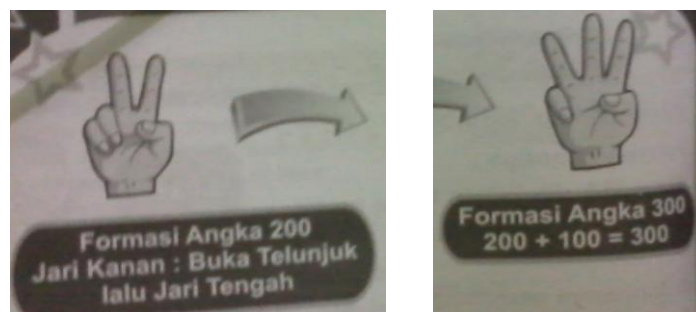 Formasi Angka 200
Jari Kanan : Buka Telunjuk
lalu Jari Tengah
Formasi Angka 300
200 + 100 = 300